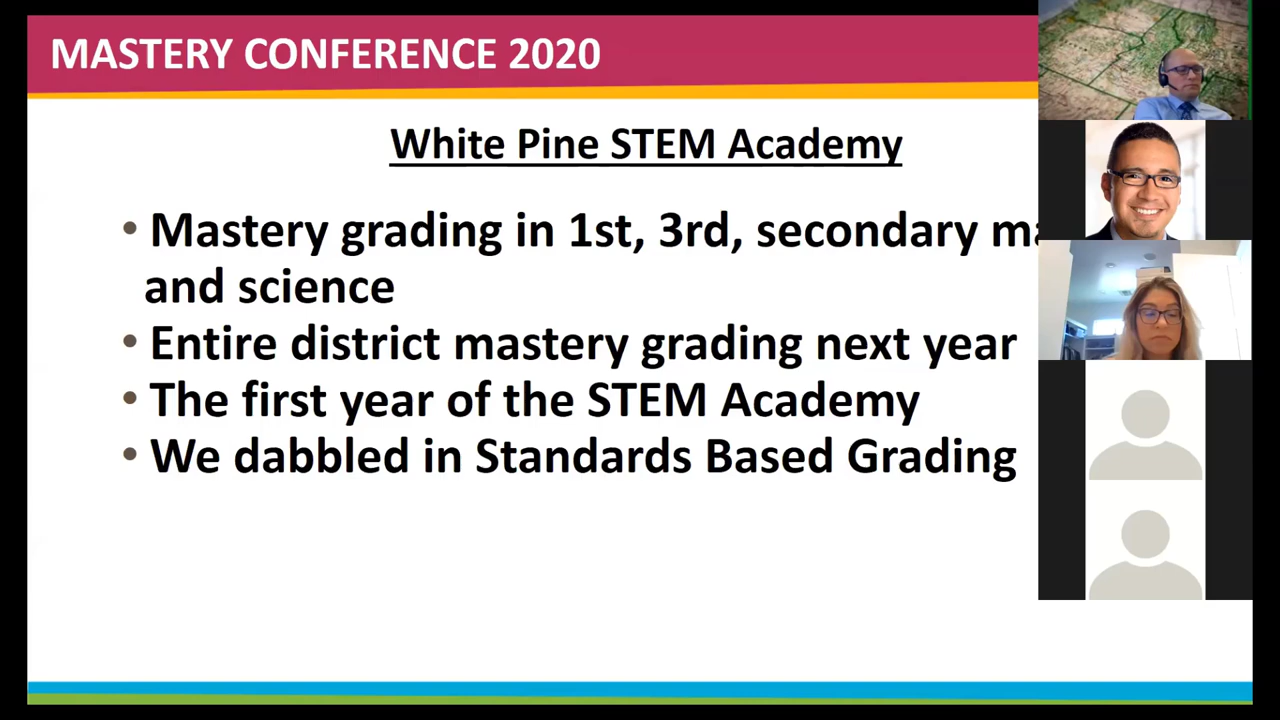 MASTERY CONFERENCE 2020
White Pine STEM Academy
• Mastery grading in 1st, 3rd, secondary
and science
• Entire district mastery grading next year
• The first year of the STEM Academy
• We dabbled in Standards Based Grading